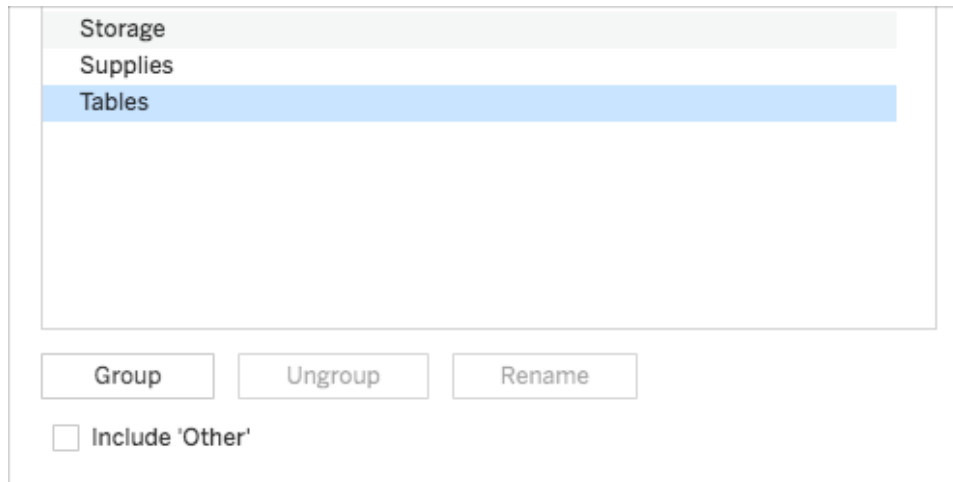 Storage
Supplies
Tables
Group Ungroup Rename
Include 'Other'